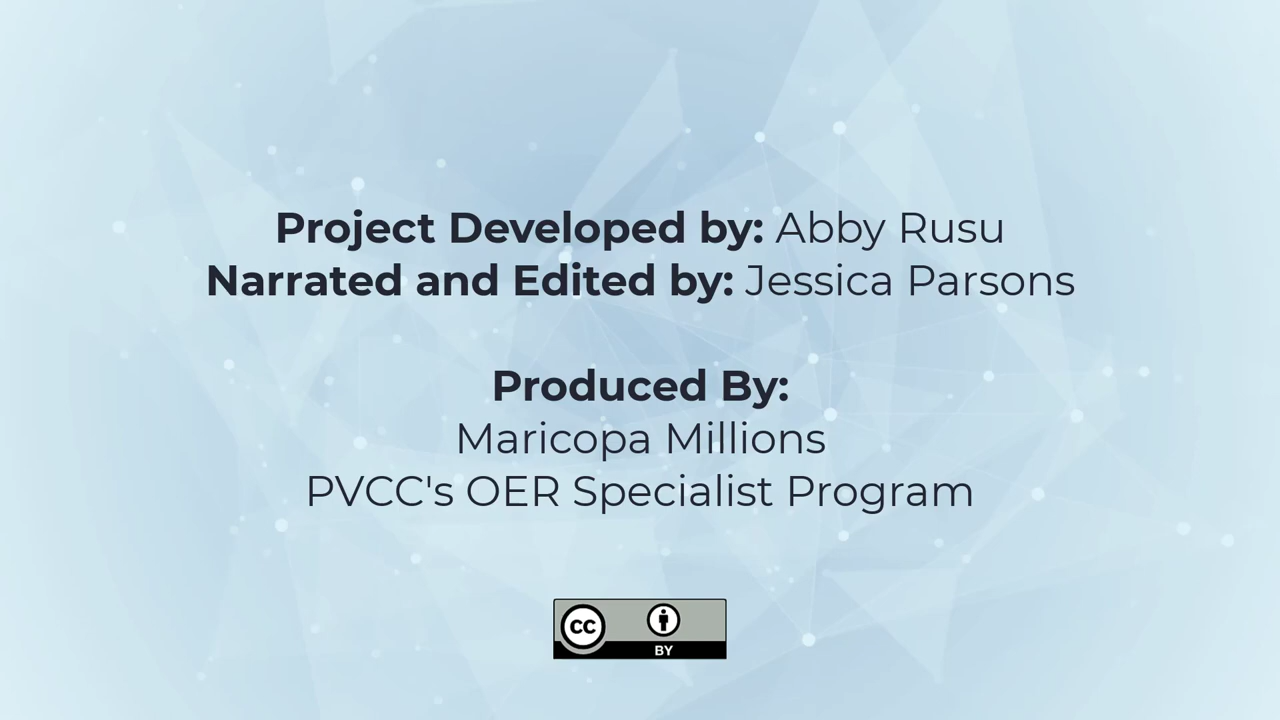 Project Developed by: Abby Rusu
Narrated and Edited by: Jessica Parsons
Produced By:
Maricopa Millions
PVCC's OER Specialist Program
cc
BY